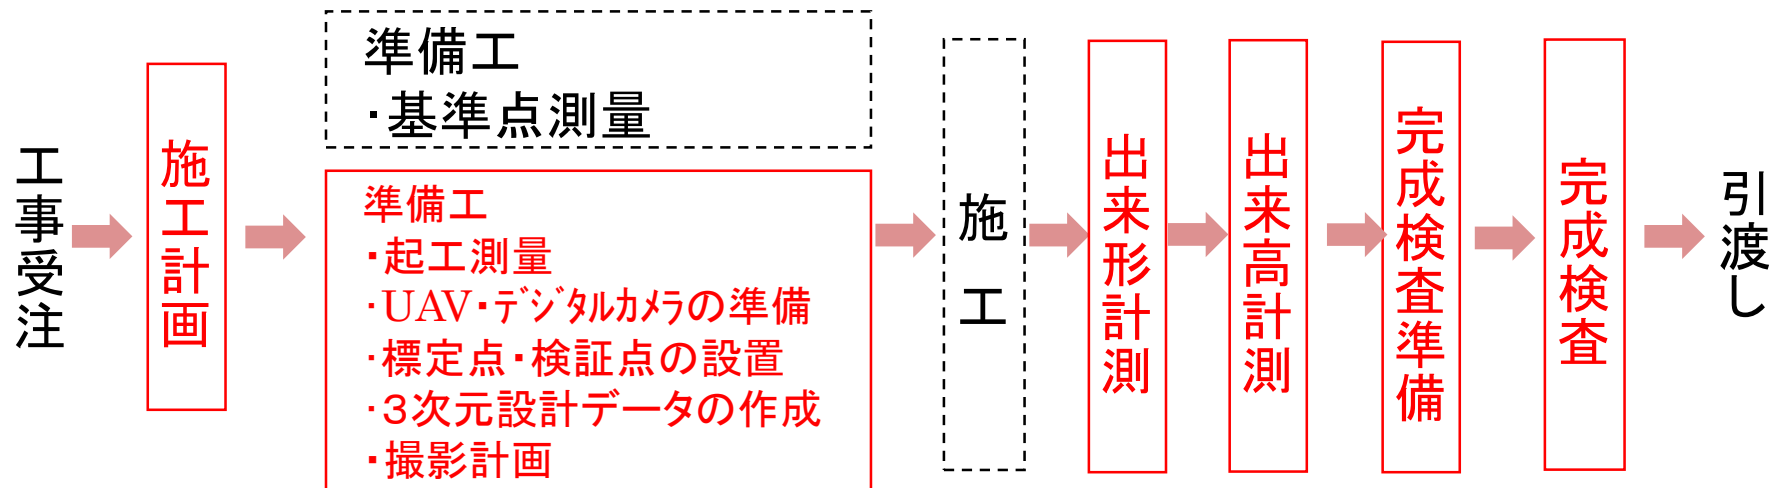 工事受注
施工計画
準備工
・基準点測量
準備工
・起工測量
・UAV・ﾃﾞｼﾞﾀﾙｶﾒﾗの準備
・標定点・検証点の設置
・３次元設計データの作成
・撮影計画
施工
出来形計測
出来高計測
完成検査準備
完成検査
引渡し